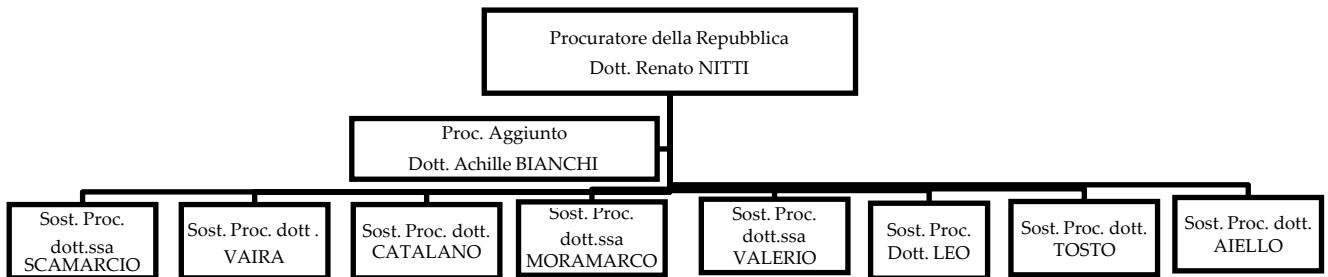 Procuratore della Repubblica
Dott. Renato NITTI
Proc. Aggiunto
Dott. Achille BIANCHI
Sost. Proc.
dott.ssa
SCAMARCIO
Sost. Proc. dott .
VAIRA
Sost. Proc. dott.
CATALANO
Sost. Proc.
dott.ssa
MORAMARCO
Sost. Proc.
dott.ssa
VALERIO
Sost. Proc.
Dott. LEO
Sost. Proc. dott.
TOSTO
Sost. Proc. dott.
AIELLO